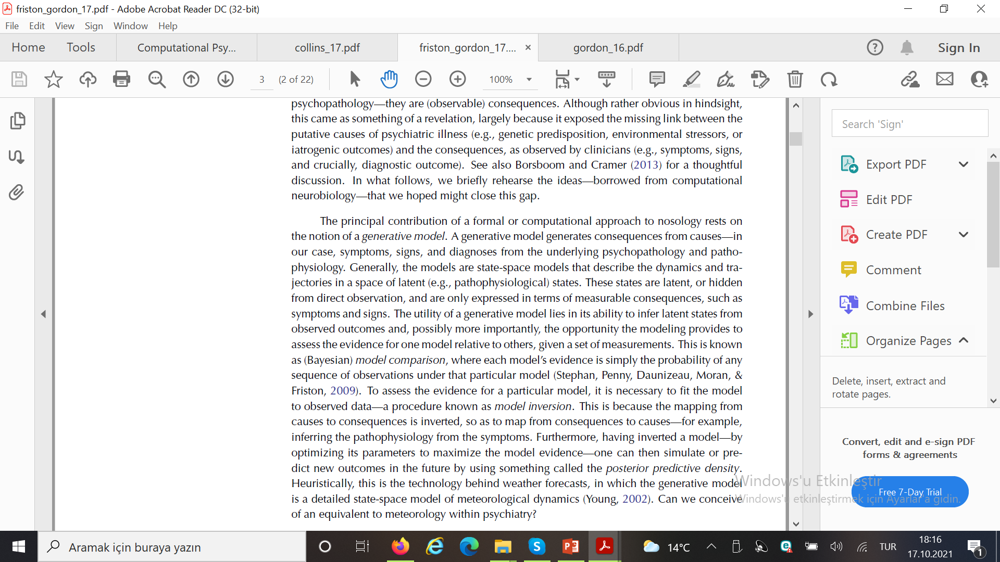 friston_gordon_17.pdf - Adobe Acrobat Reader DC (32-bit)
File Edit View Sign Window Help
Home Tools Computational Psy... collins_17.pdf friston_gordon_17.... × gordon_16.pdf Sign In
3 (2 of 22) 100%
psychopathology—they are (observable) consequences. Although rather obvious in hindsight,
this came as something of a revelation, largely because it exposed the missing link between the
putative causes of psychiatric illness (e.g., genetic predisposition, environmental stressors, or
iatrogenic outcomes) and the consequences, as observed by clinicians (e.g., symptoms, signs,
and crucially, diagnostic outcome). See also Borsboom and Cramer (2013) for a thoughtful
discussion. In what follows, we briefly rehearse the ideas—borrowed from computational
neurobiology—that we hoped might close this gap.
The principal contribution of a formal or computational approach to nosology rests on
the notion of a generative model. A generative model generates consequences from causes—in
our case, symptoms, signs, and diagnoses from the underlying psychopathology and patho-
physiology. Generally, the models are state-space models that describe the dynamics and tra-
jectories in a space of latent (e.g., pathophysiological) states. These states are latent, or hidden
from direct observation, and are only expressed in terms of measurable consequences, such as
symptoms and signs. The utility of a generative model lies in its ability to infer latent states from
observed outcomes and, possibly more importantly, the opportunity the modeling provides to
assess the evidence for one model relative to others, given a set of measurements. This is known
as (Bayesian) model comparison, where each model's evidence is simply the probability of any
sequence of observations under that particular model (Stephan, Penny, Daunizeau, Moran, &
Friston, 2009). To assess the evidence for a particular model, it is necessary to fit the model
to observed data—a procedure known as model inversion. This is because the mapping from
causes to consequences is inverted, so as to map from consequences to causes—for example,
inferring the pathophysiology from the symptoms. Furthermore, having inverted a model—by
optimizing its parameters to maximize the model evidence—one can then simulate or pre-
dict new outcomes in the future by using something called the posterior predictive density.
Heuristically, this is the technology behind weather forecasts, in which the generative model
is a detailed state-space model of meteorological dynamics (Young, 2002). Can we conceive
of an equivalent to meteorology within psychiatry?
Search 'Sign'
Export PDF
Edit PDF
Create PDF
Comment
Combine Files
Organize Pages
Delete, insert, extract and
rotate pages.
Convert, edit and e-sign PDF
forms & agreements
Free 7-Day Trial
Windows'u Etkinleştir
Windows'u etkinleştirmek için Ayarlar'a gidin.
Aramak için buraya yazın
14°C
TUR
18:16
17.10.2021
1